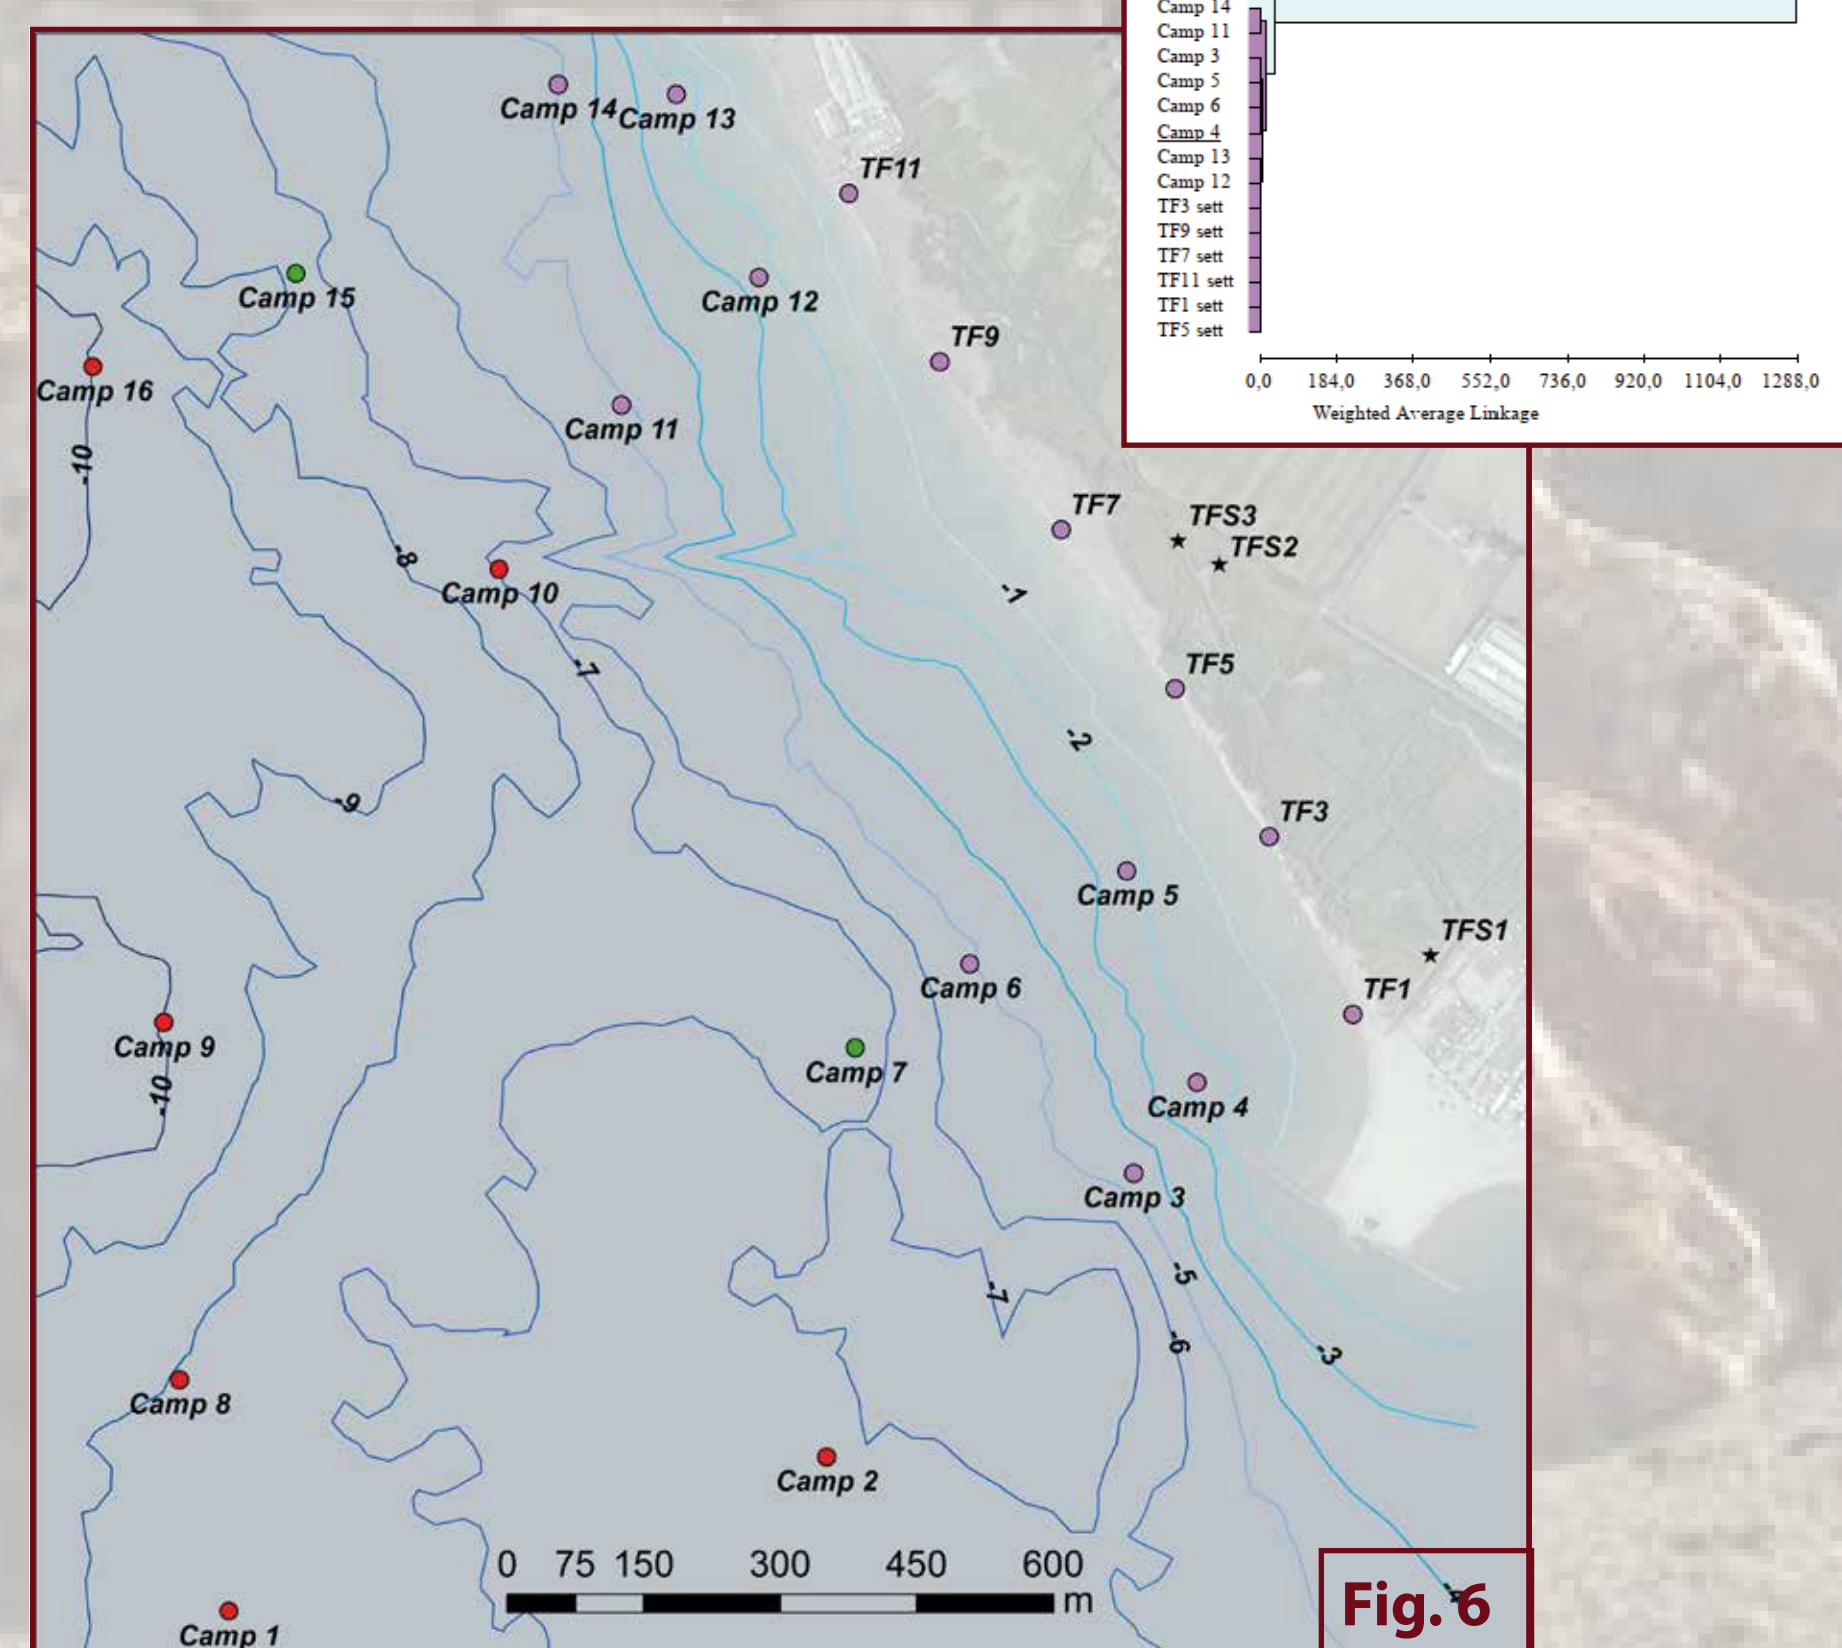 Camp 14
Camp 11
Camp 3
Camp 5
Camp 6
Camp 4
Camp 13
Camp 12
TF3 sett
TF9 sett
TF7 sett
TF11 sett
TF1 sett
TF5 sett
0,0 184,0 368,0 552,0 736,0 920,0 1104,0 1288,0
Weighted Average Linkage
Camp 14 Camp 13
TF11
Camp 15
Camp 12
TF9
Camp 16
Camp 11
-10
TF7
TFS3
TFS2
-8
Camp 10
-1
-7
TF5
-2
-9
TF3
Camp 5
TFS1
Camp 6
TF1
Camp 9
Camp 7
-10
Camp 4
Camp 3
-5
-7
-6
-3
Camp 8
Camp 2
0 75 150 300 450 600
m
-4
Fig. 6
Camp 1